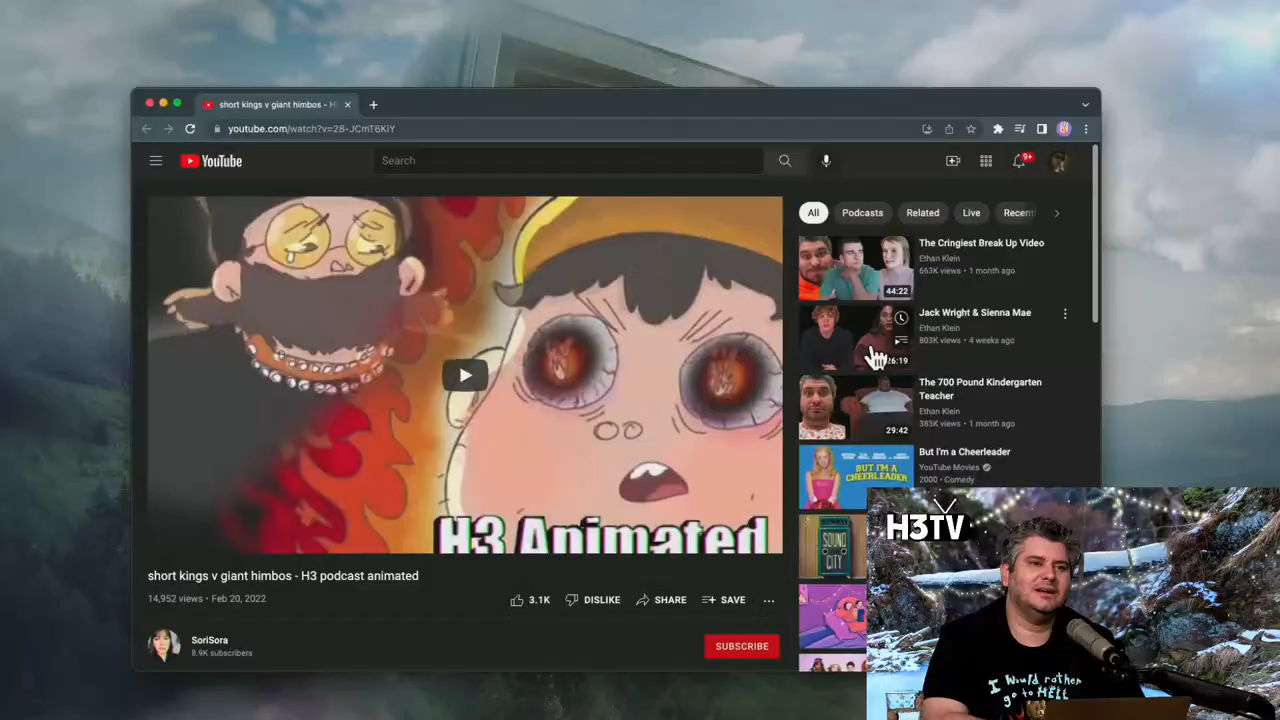 short kings v giant himbos - H
youtube.com/watch?v=28-JCmT6KiY
YouTube
Search
9+
All
Podcasts
Related
Live
Recent
The Cringiest Break Up Video
Ethan Klein
663K views • 1 month ago
44:22
Jack Wright & Sienna Mae
Ethan Klein
803K views • 4 weeks ago
26:19
The 700 Pound Kindergarten
Teacher
Ethan Klein
383K views • 1 month ago
29:42
But I'm a Cheerleader
YouTube Movies
2000 • Comedy
BUT I'M A
CHEERLEADER
SOUND
CITY
H3 Animated
short kings v giant himbos - H3 podcast animated
14,952 views • Feb 20, 2022
3.1K
DISLIKE
SHARE
SAVE
SoriSora
8.9K subscribers
SUBSCRIBE
H3TV
I Would rather
go to HELL